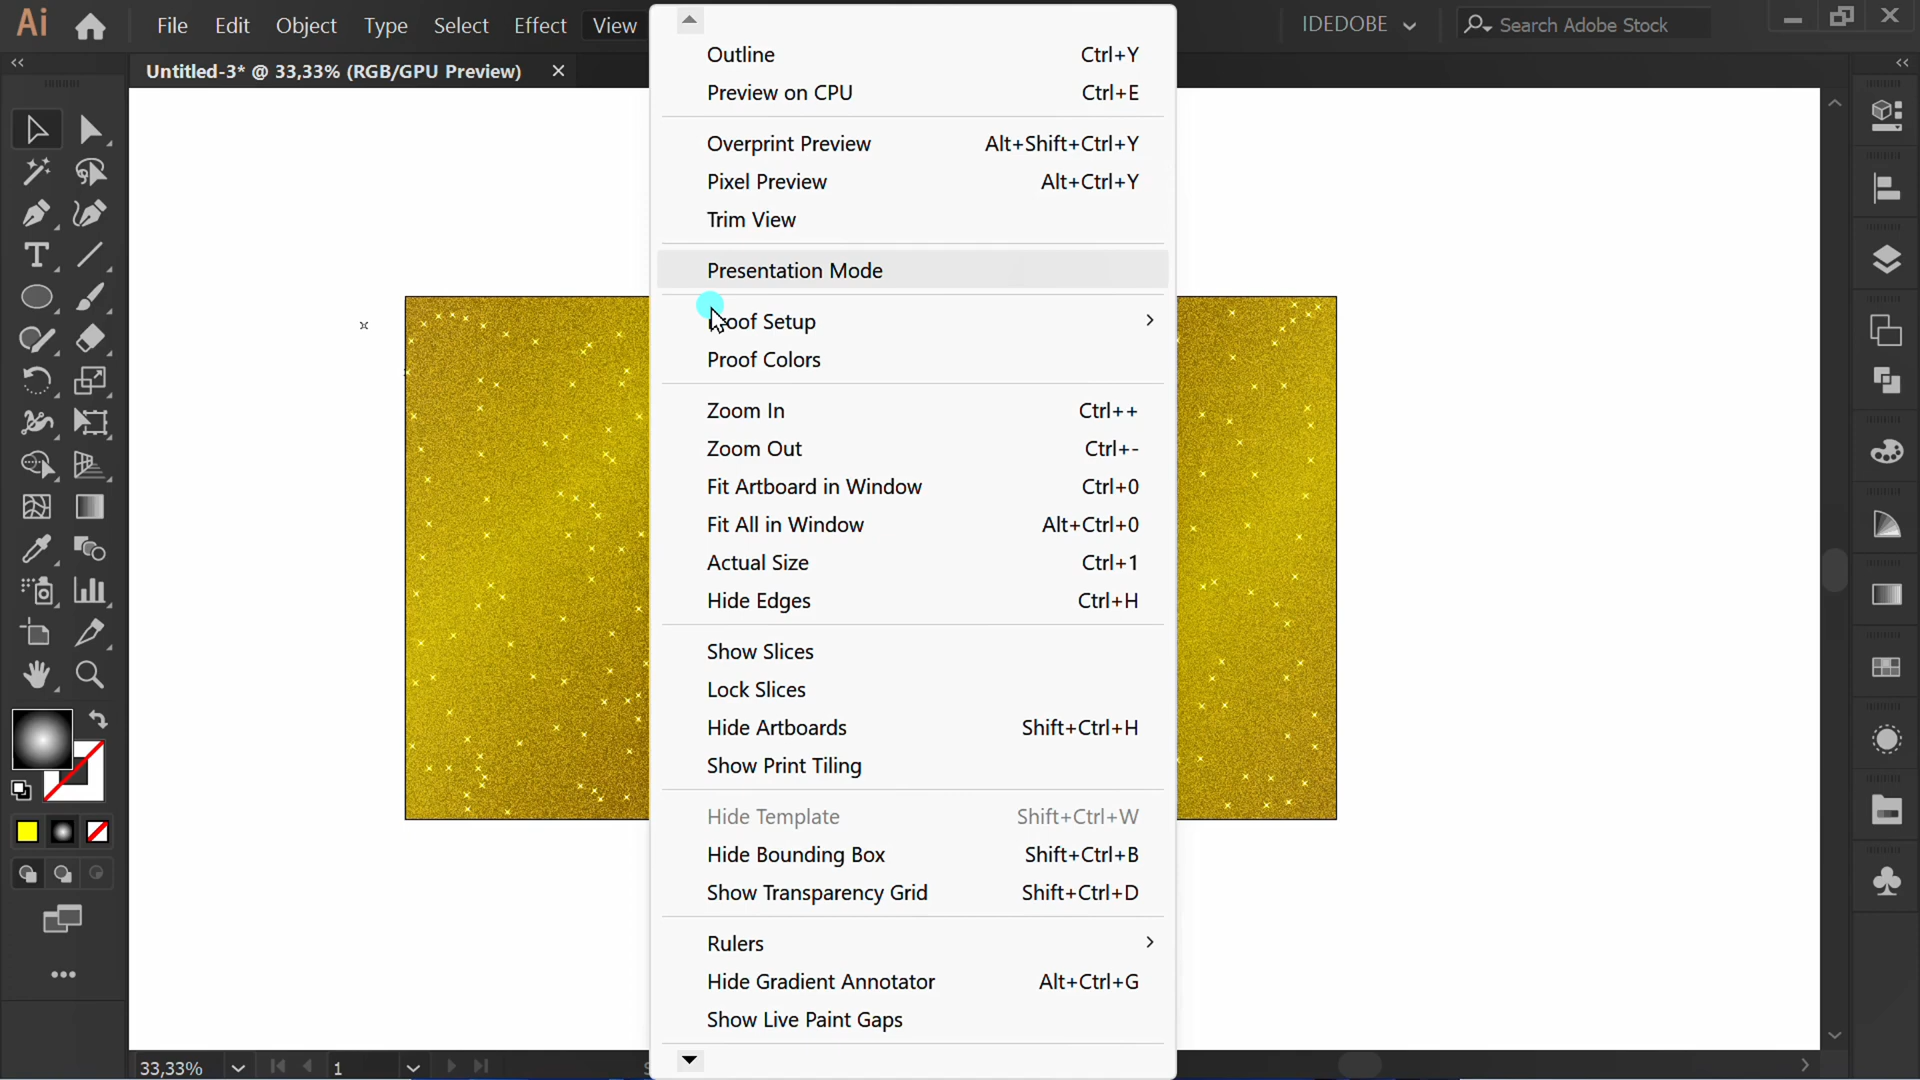 Ai File Edit Object Type Select Effect View IDEDOBE Search Adobe Stock
Untitled-3* @ 33,33% (RGB/GPU Preview)
Outline Ctrl+Y
Preview on CPU Ctrl+E
Overprint Preview Alt+Shift+Ctrl+Y
Pixel Preview Alt+Ctrl+Y
Trim View
Presentation Mode
Proof Setup
Proof Colors
Zoom In Ctrl++
Zoom Out Ctrl+-
Fit Artboard in Window Ctrl+0
Fit All in Window Alt+Ctrl+0
Actual Size Ctrl+1
Hide Edges Ctrl+H
Show Slices
Lock Slices
Hide Artboards Shift+Ctrl+H
Show Print Tiling
Hide Template Shift+Ctrl+W
Hide Bounding Box Shift+Ctrl+B
Show Transparency Grid Shift+Ctrl+D
Rulers
Hide Gradient Annotator Alt+Ctrl+G
Show Live Paint Gaps
33,33% 1